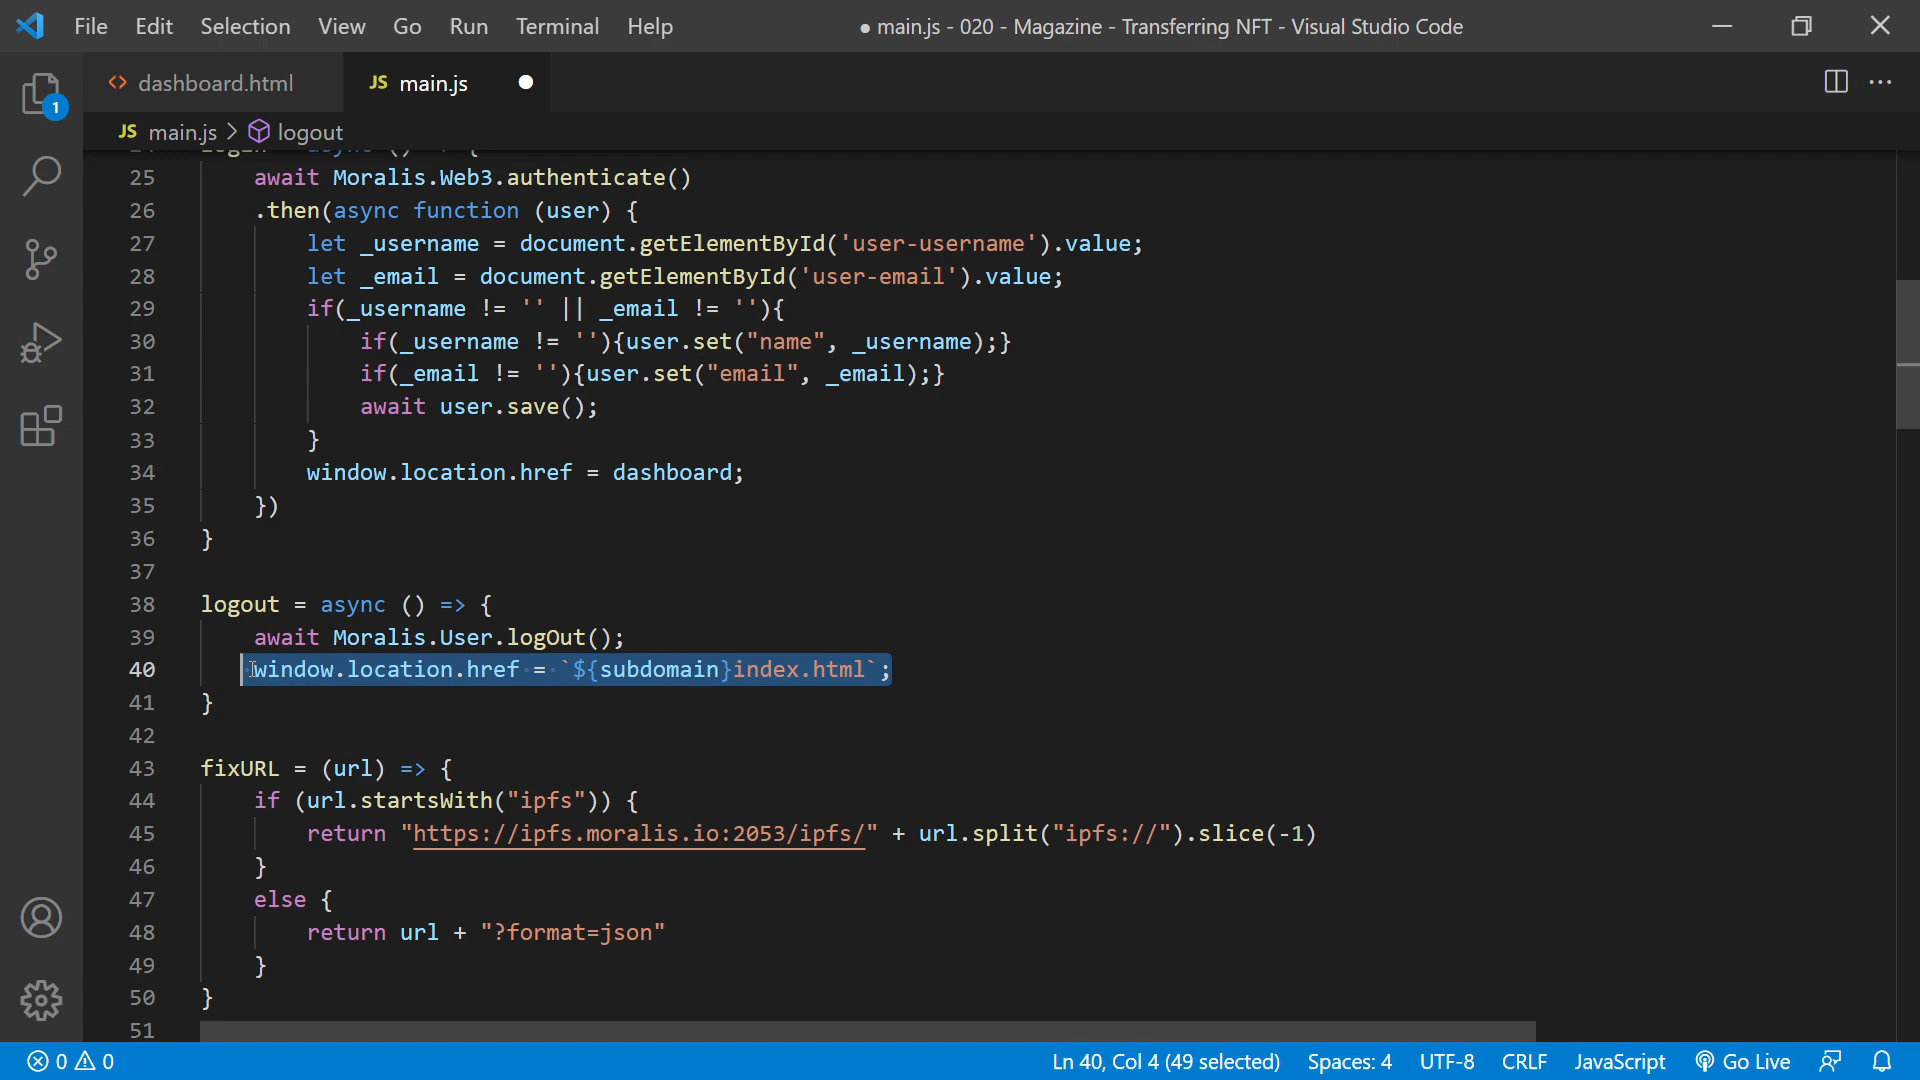 File Edit Selection View Go Run Terminal Help ● main.js - 020 - Magazine - Transferring NFT - Visual Studio Code
<> dashboard.html JS main.js ●
JS main.js > logout
1
25 await Moralis.Web3.authenticate()
26 .then(async function (user) {
27 let _username = document.getElementById('user-username').value;
28 let _email = document.getElementById('user-email').value;
29 if(_username != '' || _email != ''){
30 if(_username != ''){user.set("name", _username);}
31 if(_email != ''){user.set("email", _email);}
32 await user.save();
33 }
34 window.location.href = dashboard;
35 })
36 }
37
38 logout = async () => {
39 await Moralis.User.logOut();
40 window.location.href = `${subdomain}index.html`;
41 }
42
43 fixURL = (url) => {
44 if (url.startsWith("ipfs")) {
45 return "https://ipfs.moralis.io:2053/ipfs/" + url.split("ipfs://").slice(-1)
46 }
47 else {
48 return url + "?format=json"
49 }
50 }
51
0 0 Ln 40, Col 4 (49 selected) Spaces: 4 UTF-8 CRLF JavaScript Go Live